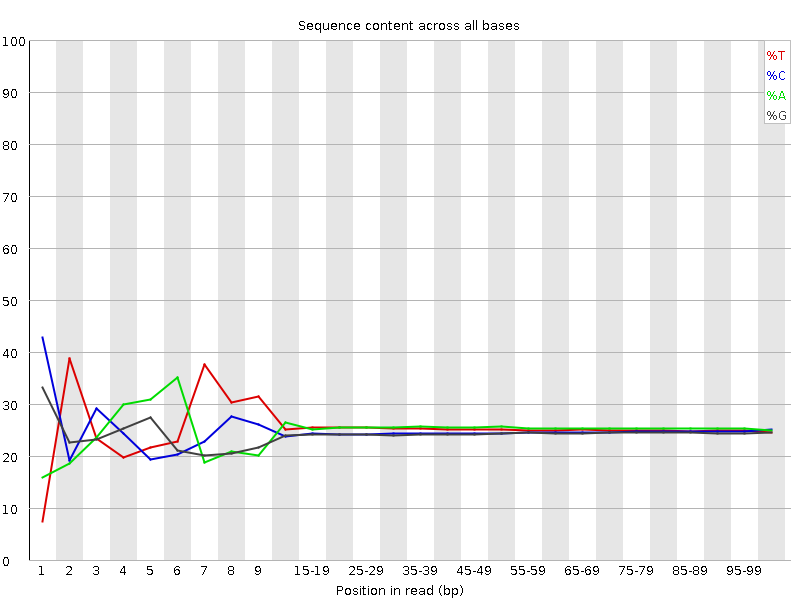 Sequence content across all bases
100
90
80
70
60
50
40
30
20
10
0
%T
%C
%A
%G
1 2 3 4 5 6 7 8 9 15-19 25-29 35-39 45-49 55-59 65-69 75-79 85-89 95-99
Position in read (bp)